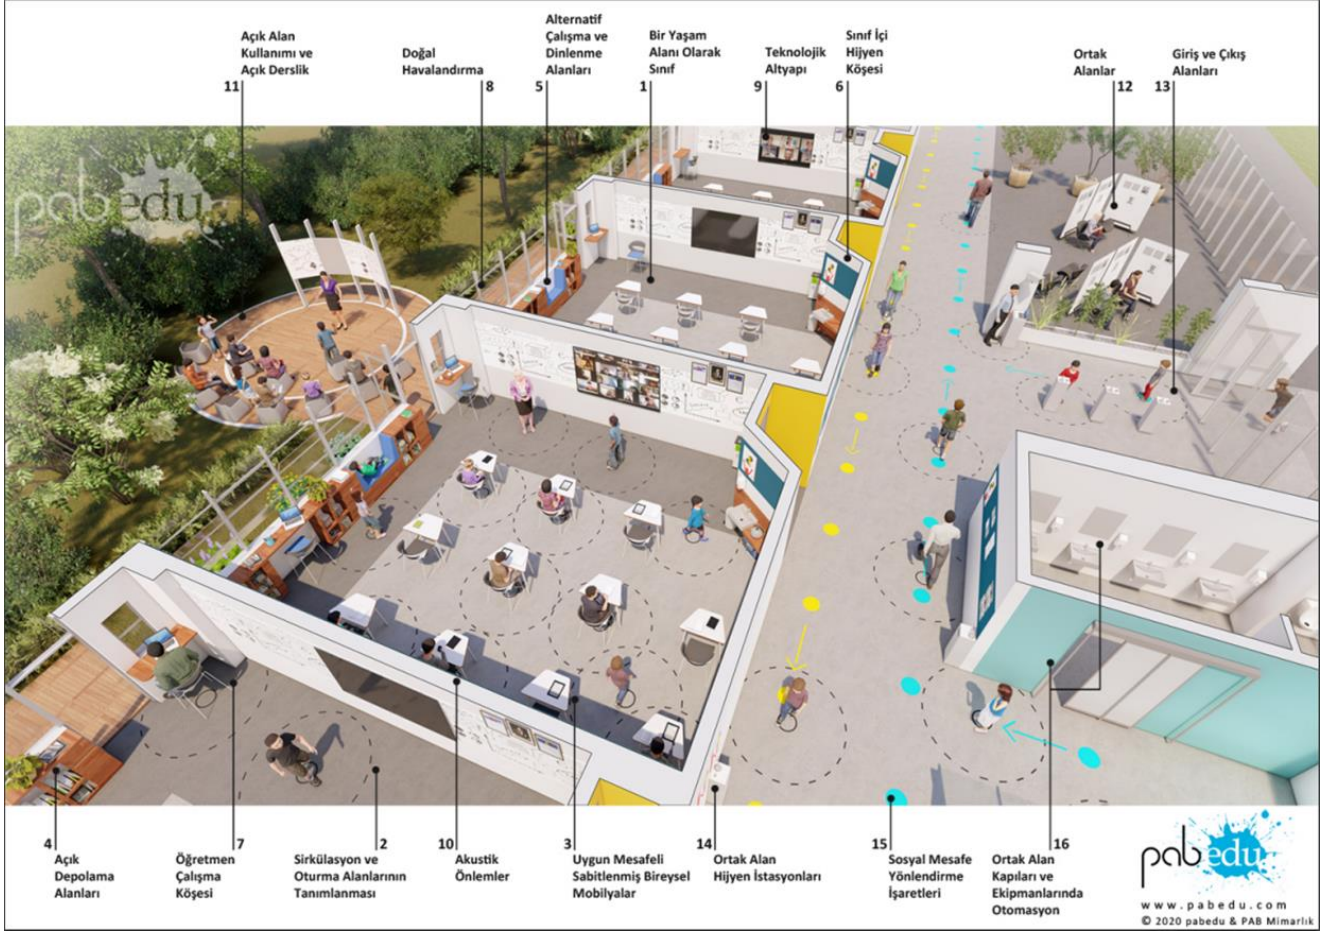 Açık Alan
Kullanımı ve
Açık Derslik
11
Doğal
Havalandırma
8
Alternatif
Çalışma ve
Dinlenme
Alanları
5
Bir Yaşam
Alanı Olarak
Sınıf
1
Teknolojik
Altyapı
9
Sınıf İçi
Hijyen
Köşesi
6
Ortak
Alanlar
12
Giriş ve Çıkış
Alanları
13
pabedu
4
Açık
Depolama
Alanları
7
Öğretmen
Çalışma
Köşesi
2
Sirkülasyon ve
Oturma Alanlarının
Tanımlanması
10
Akustik
Önlemler
3
Uygun Mesafeli
Sabitlenmiş Bireysel
Mobilyalar
14
Ortak Alan
Hijyen İstasyonları
15
Sosyal Mesafe
Yönlendirme
İşaretleri
16
Ortak Alan
Kapıları ve
Ekipmanlarında
Otomasyon
pabedu
www.pabedu.com
© 2020 pabedu & PAB Mimarlık